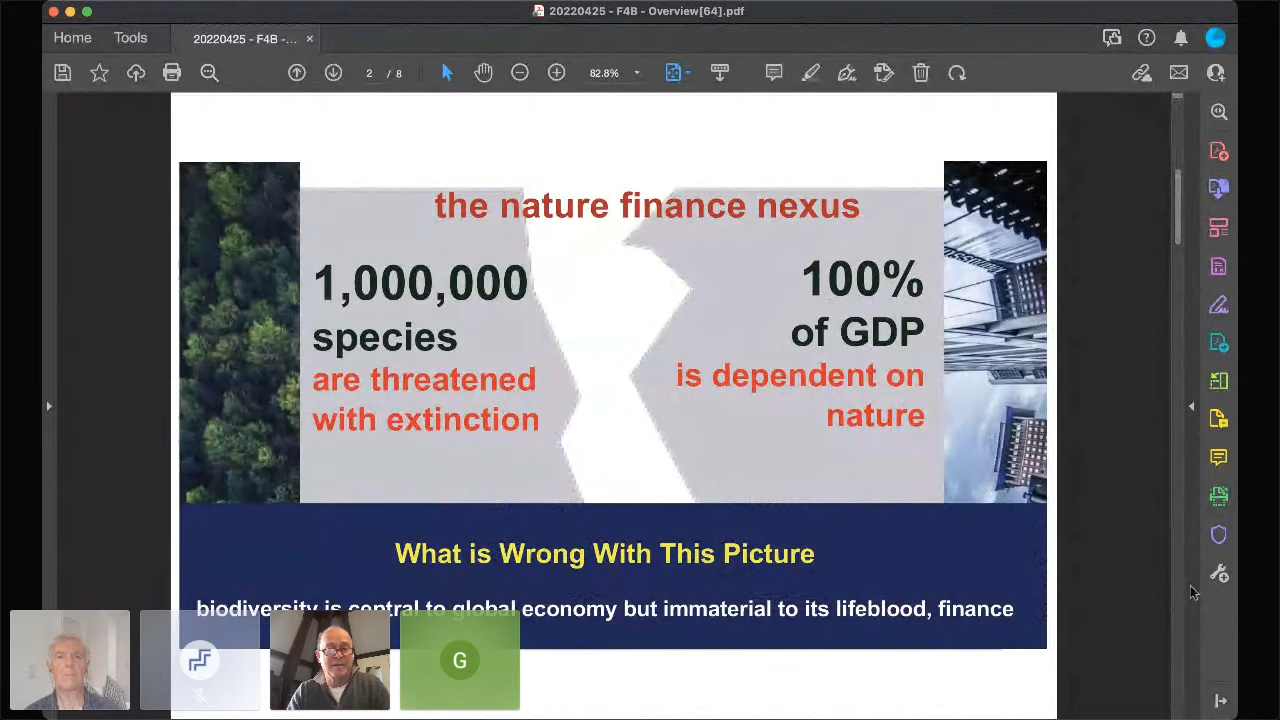 20220425 - F4B - Overview[64].pdf
Home
Tools
20220425 - F4B -... ×
2 / 8
82.8%
the nature finance nexus
1,000,000
species
are threatened
with extinction
100%
of GDP
is dependent on
nature
What is Wrong With This Picture
biodiversity is central to global economy but immaterial to its lifeblood, finance
G